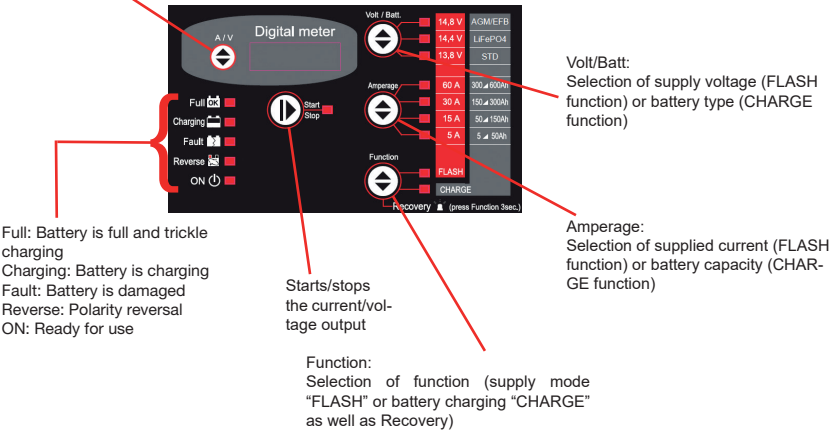 A / V
Digital meter
Volt / Batt.
14,8 V AGM/EFB
14,4 V LiFePO4
13,8 V STD
Amperage
60 A 300⊿600Ah
30 A 150⊿300Ah
15 A 50⊿150Ah
5 A 5⊿ 50Ah
Full OK
Charging
Fault ?
Reverse
ON
Start
Stop
Function
FLASH
CHARGE
Recovery (press Function 3sec.)
Volt/Batt:
Selection of supply voltage (FLASH
function) or battery type (CHARGE
function)
Amperage:
Selection of supplied current (FLASH
function) or battery capacity (CHAR-
GE function)
Full: Battery is full and trickle
charging
Charging: Battery is charging
Fault: Battery is damaged
Reverse: Polarity reversal
ON: Ready for use
Starts/stops
the current/vol-
tage output
Function:
Selection of function (supply mode
“FLASH” or battery charging “CHARGE”
as well as Recovery)